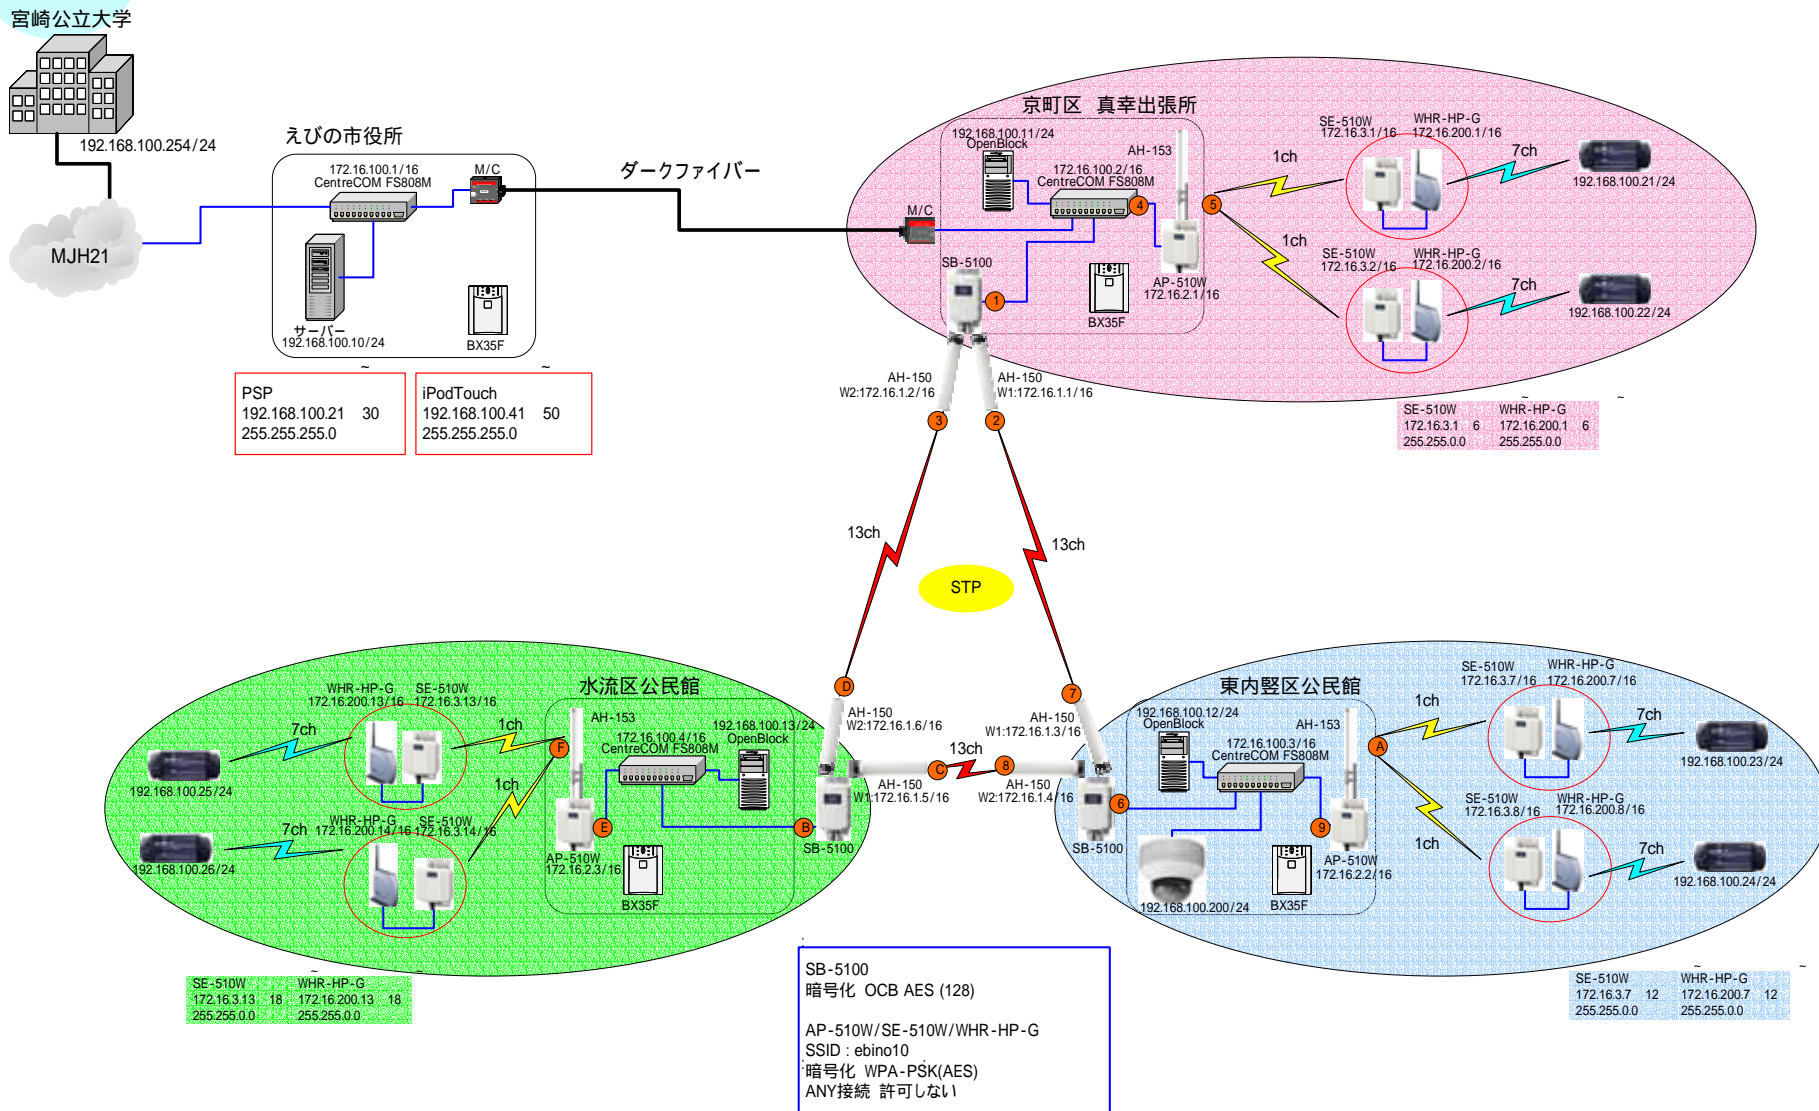 宮崎公立大学
192.168.100.254/24
MJH21
えびの市役所
172.16.100.1/16
CentreCOM FS808M
M/C
サーバー
192.168.100.10/24
BX35F
ダークファイバー
~
PSP
192.168.100.21 30
255.255.255.0
~
iPodTouch
192.168.100.41 50
255.255.255.0
京町区 真幸出張所
192.168.100.11/24
OpenBlock
172.16.100.2/16
CentreCOM FS808M
AH-153
M/C
4
5
SB-5100
1
BX35F
AP-510W
172.16.2.1/16
1ch
1ch
SE-510W
172.16.3.1/16
WHR-HP-G
172.16.200.1/16
7ch
192.168.100.21/24
SE-510W
172.16.3.2/16
WHR-HP-G
172.16.200.2/16
7ch
192.168.100.22/24
AH-150
W2:172.16.1.2/16
AH-150
W1:172.16.1.1/16
3
2
~
~
SE-510W WHR-HP-G
172.16.3.1 6 172.16.200.1 6
255.255.0.0 255.255.0.0
13ch
13ch
STP
水流区公民館
WHR-HP-G
172.16.200.13/16
SE-510W
172.16.3.13/16
7ch
1ch
192.168.100.25/24
F
AH-153
172.16.100.4/16
CentreCOM FS808M
192.168.100.13/24
OpenBlock
D
AH-150
W2:172.16.1.6/16
1ch
7ch
WHR-HP-G
172.16.200.14/16
SE-510W
172.16.3.14/16
192.168.100.26/24
E
AP-510W
172.16.2.3/16
BX35F
B
SB-5100
C
13ch
8
AH-150
W1:172.16.1.5/16
AH-150
W2:172.16.1.4/16
7
AH-150
W1:172.16.1.3/16
6
SB-5100
東内竪区公民館
192.168.100.12/24
OpenBlock
172.16.100.3/16
CentreCOM FS808M
AH-153
A
9
192.168.100.200/24
BX35F
AP-510W
172.16.2.2/16
1ch
1ch
SE-510W
172.16.3.7/16
WHR-HP-G
172.16.200.7/16
7ch
192.168.100.23/24
SE-510W
172.16.3.8/16
WHR-HP-G
172.16.200.8/16
7ch
192.168.100.24/24
~
~
SE-510W WHR-HP-G
172.16.3.13 18 172.16.200.13 18
255.255.0.0 255.255.0.0
~
~
SE-510W WHR-HP-G
172.16.3.7 12 172.16.200.7 12
255.255.0.0 255.255.0.0
SB-5100
暗号化 OCB AES (128)
AP-510W/SE-510W/WHR-HP-G
SSID : ebino10
暗号化 WPA-PSK(AES)
ANY接続 許可しない